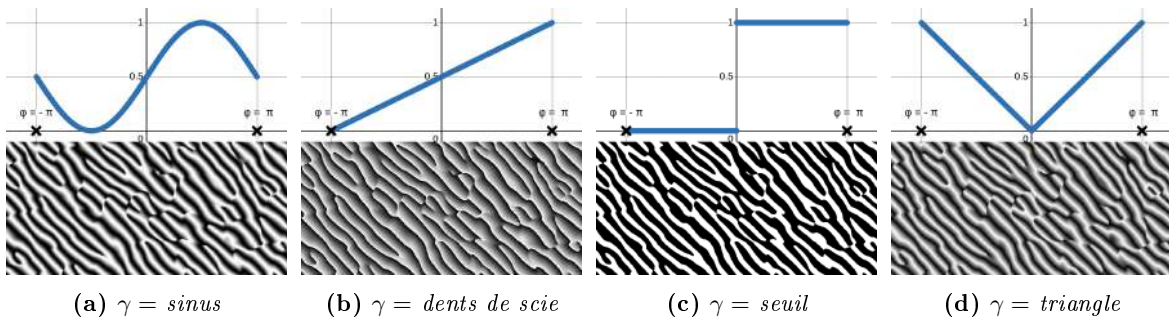 1
0.5
φ = - π
φ = π
0
1
0.5
φ = - π
φ = π
0
1
0.5
φ = - π
φ = π
1
0.5
φ = - π
φ = π
0
(a) γ = sinus
(b) γ = dents de scie
(c) γ = seuil
(d) γ = triangle